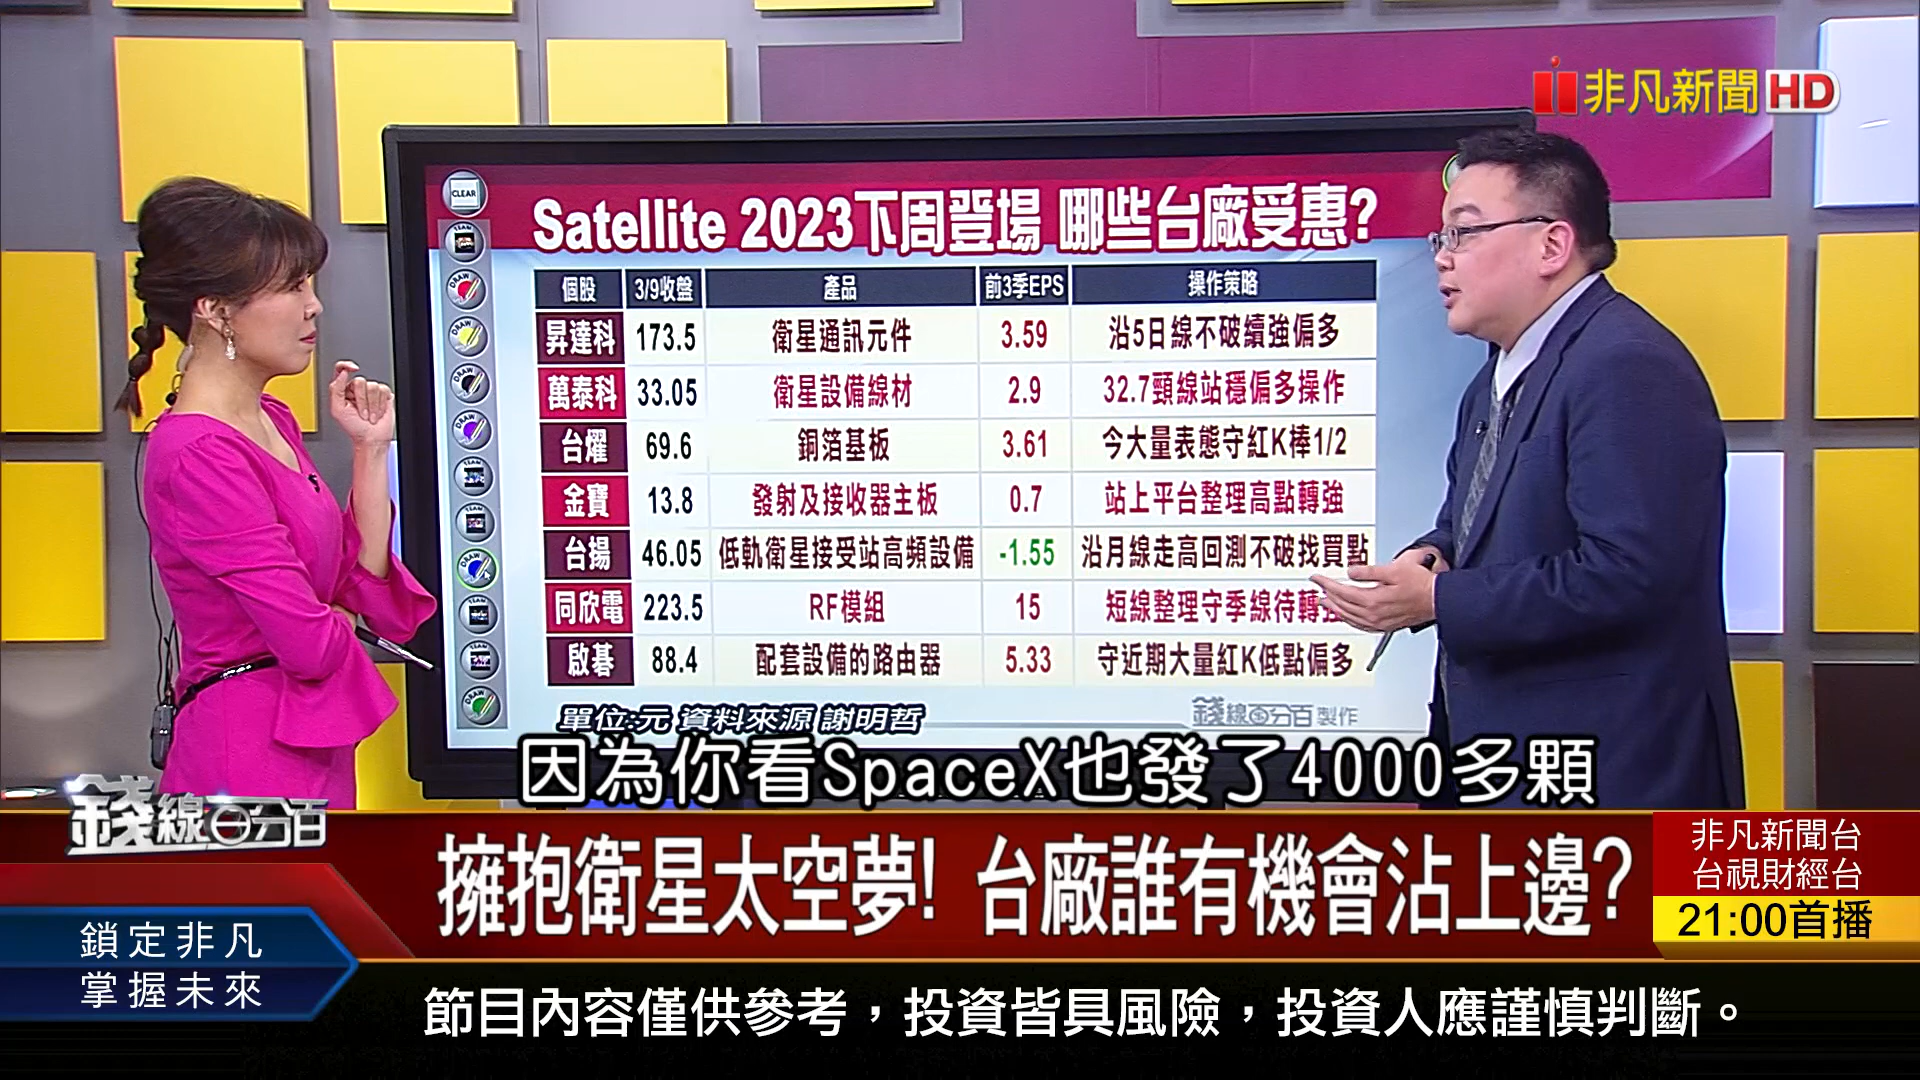 非凡新聞HD
CLEAR
Satellite 2023下周登場 哪些台廠受惠?
個股 3/9收盤 產品 前3季EPS 操作策略
昇達科 173.5 衛星通訊元件 3.59 沿5日線不破續強偏多
萬泰科 33.05 衛星設備線材 2.9 32.7頸線站穩偏多操作
台燿 69.6 銅箔基板 3.61 今大量表態守紅K棒1/2
金寶 13.8 發射及接收器主板 0.7 站上平台整理高點轉強
台揚 46.05 低軌衛星接受站高頻設備 -1.55 沿月線走高回測不破找買點
同欣電 223.5 RF模組 15 短線整理守季線待轉強
啟碁 88.4 配套設備的路由器 5.33 守近期大量紅K低點偏多
單位:元 資料來源 謝明哲
錢線百分百 製作
因為你看SpaceX也發了4000多顆
錢線百分百
擁抱衛星太空夢! 台廠誰有機會沾上邊?
非凡新聞台
台視財經台
21:00首播
鎖定非凡
掌握未來
節目內容僅供參考，投資皆具風險，投資人應謹慎判斷。